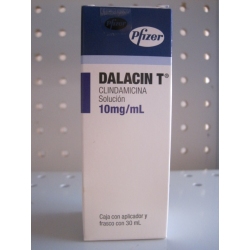 Pfizer
DALACIN T®
CLINDAMICINA
Solución
10mg/mL
Caja con aplicador y
frasco con 30 mL